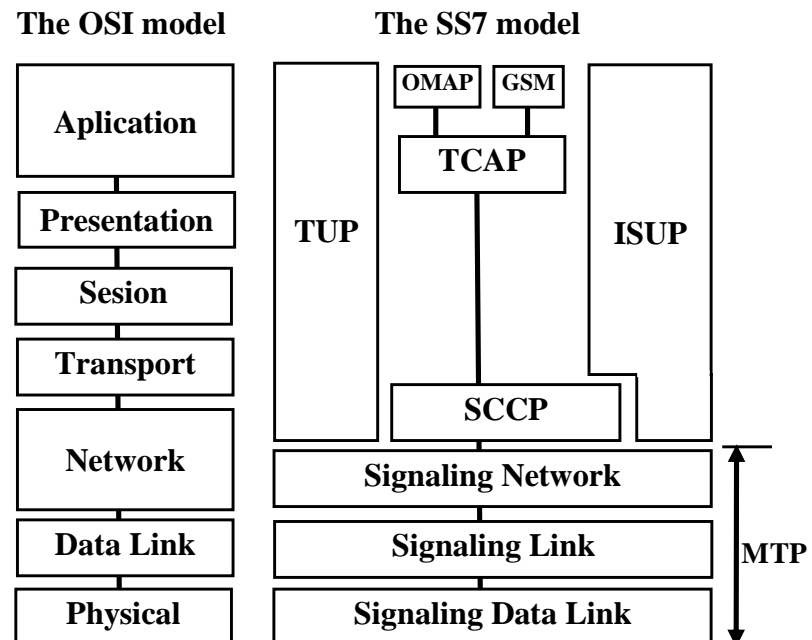 The OSI model
The SS7 model
Aplication
Presentation
Sesion
Transport
Network
Data Link
Physical
TUP
OMAP
GSM
TCAP
SCCP
ISUP
Signaling Network
Signaling Link
Signaling Data Link
MTP